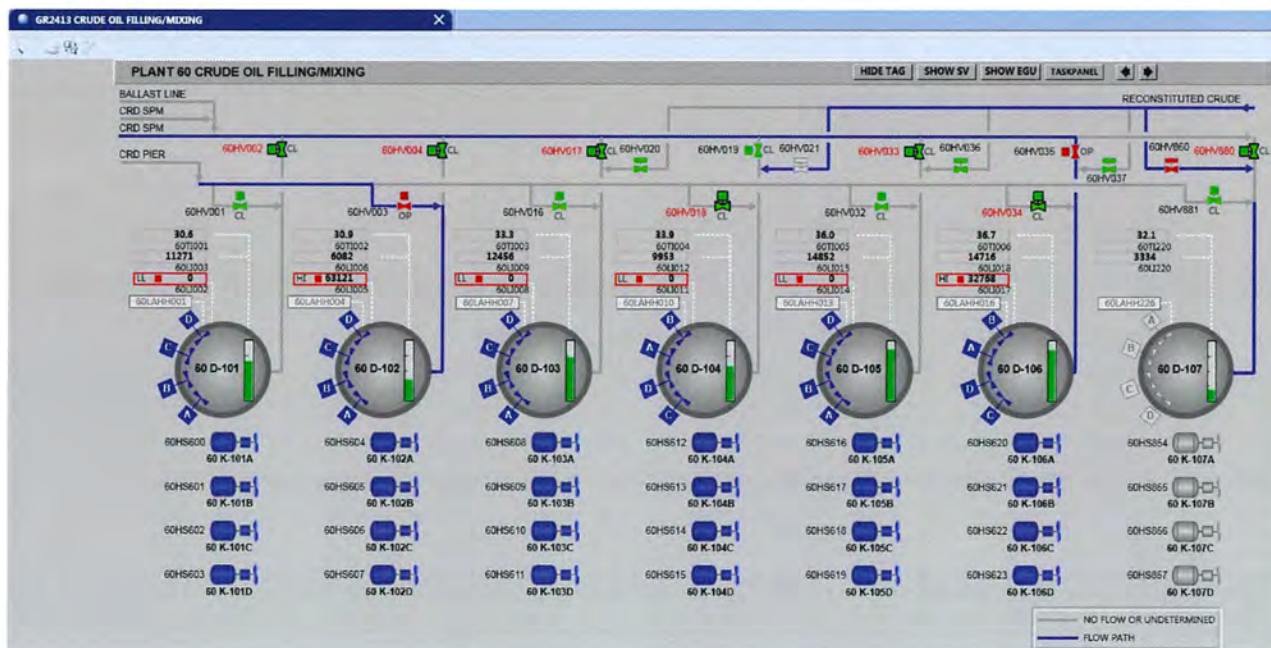 GR2413 CRUDE OIL FILLING/MIXING
PLANT 60 CRUDE OIL FILLING/MIXING
HIDE TAG SHOW SV SHOW EGU TASKPANEL
BALLAST LINE
CRD SPM
CRD SPM
CRD PIER
RECONSTITUTED CRUDE
60HV002 CL 60HV004 CL 60HV017 CL 60HV020 60HV019 CL 60HV021 60HV033 CL 60HV036 60HV035 OP 60HV037 60HV860 60HV880 CL
60HV001 CL 60HV003 OP 60HV016 CL 60HV018 CL 60HV032 CL 60HV034 CL 60HV881 CL
30.6 30.9 33.3 33.9 36.0 36.7 32.1
60TI001 60TI002 60TI003 60TI004 60TI005 60TI006 60TI220
11271 6082 12456 9953 14852 14716 3334
60LI003 60LI006 60LI009 60LI012 60LI015 60LI018 60LI220
LL 0 HI 63121 LL 0 LL 0 LL 0 HI 32768
60LI002 60LI005 60LI008 60LI011 60LI014 60LI017
60LAHH001 60LAHH004 60LAHH007 60LAHH010 60LAHH013 60LAHH016 60LAHH226
D D D B D B A
C C C A C A B
B B B D B D C
A A A C A C D
60 D-101 60 D-102 60 D-103 60 D-104 60 D-105 60 D-106 60 D-107
60HS600 60HS604 60HS608 60HS612 60HS616 60HS620 60HS854
60 K-101A 60 K-102A 60 K-103A 60 K-104A 60 K-105A 60 K-106A 60 K-107A
60HS601 60HS605 60HS609 60HS613 60HS617 60HS621 60HS855
60 K-101B 60 K-102B 60 K-103B 60 K-104B 60 K-105B 60 K-106B 60 K-107B
60HS602 60HS606 60HS610 60HS614 60HS618 60HS622 60HS856
60 K-101C 60 K-102C 60 K-103C 60 K-104C 60 K-105C 60 K-106C 60 K-107C
60HS603 60HS607 60HS611 60HS615 60HS619 60HS623 60HS857
60 K-101D 60 K-102D 60 K-103D 60 K-104D 60 K-105D 60 K-106D 60 K-107D
NO FLOW OR UNDETERMINED
FLOW PATH